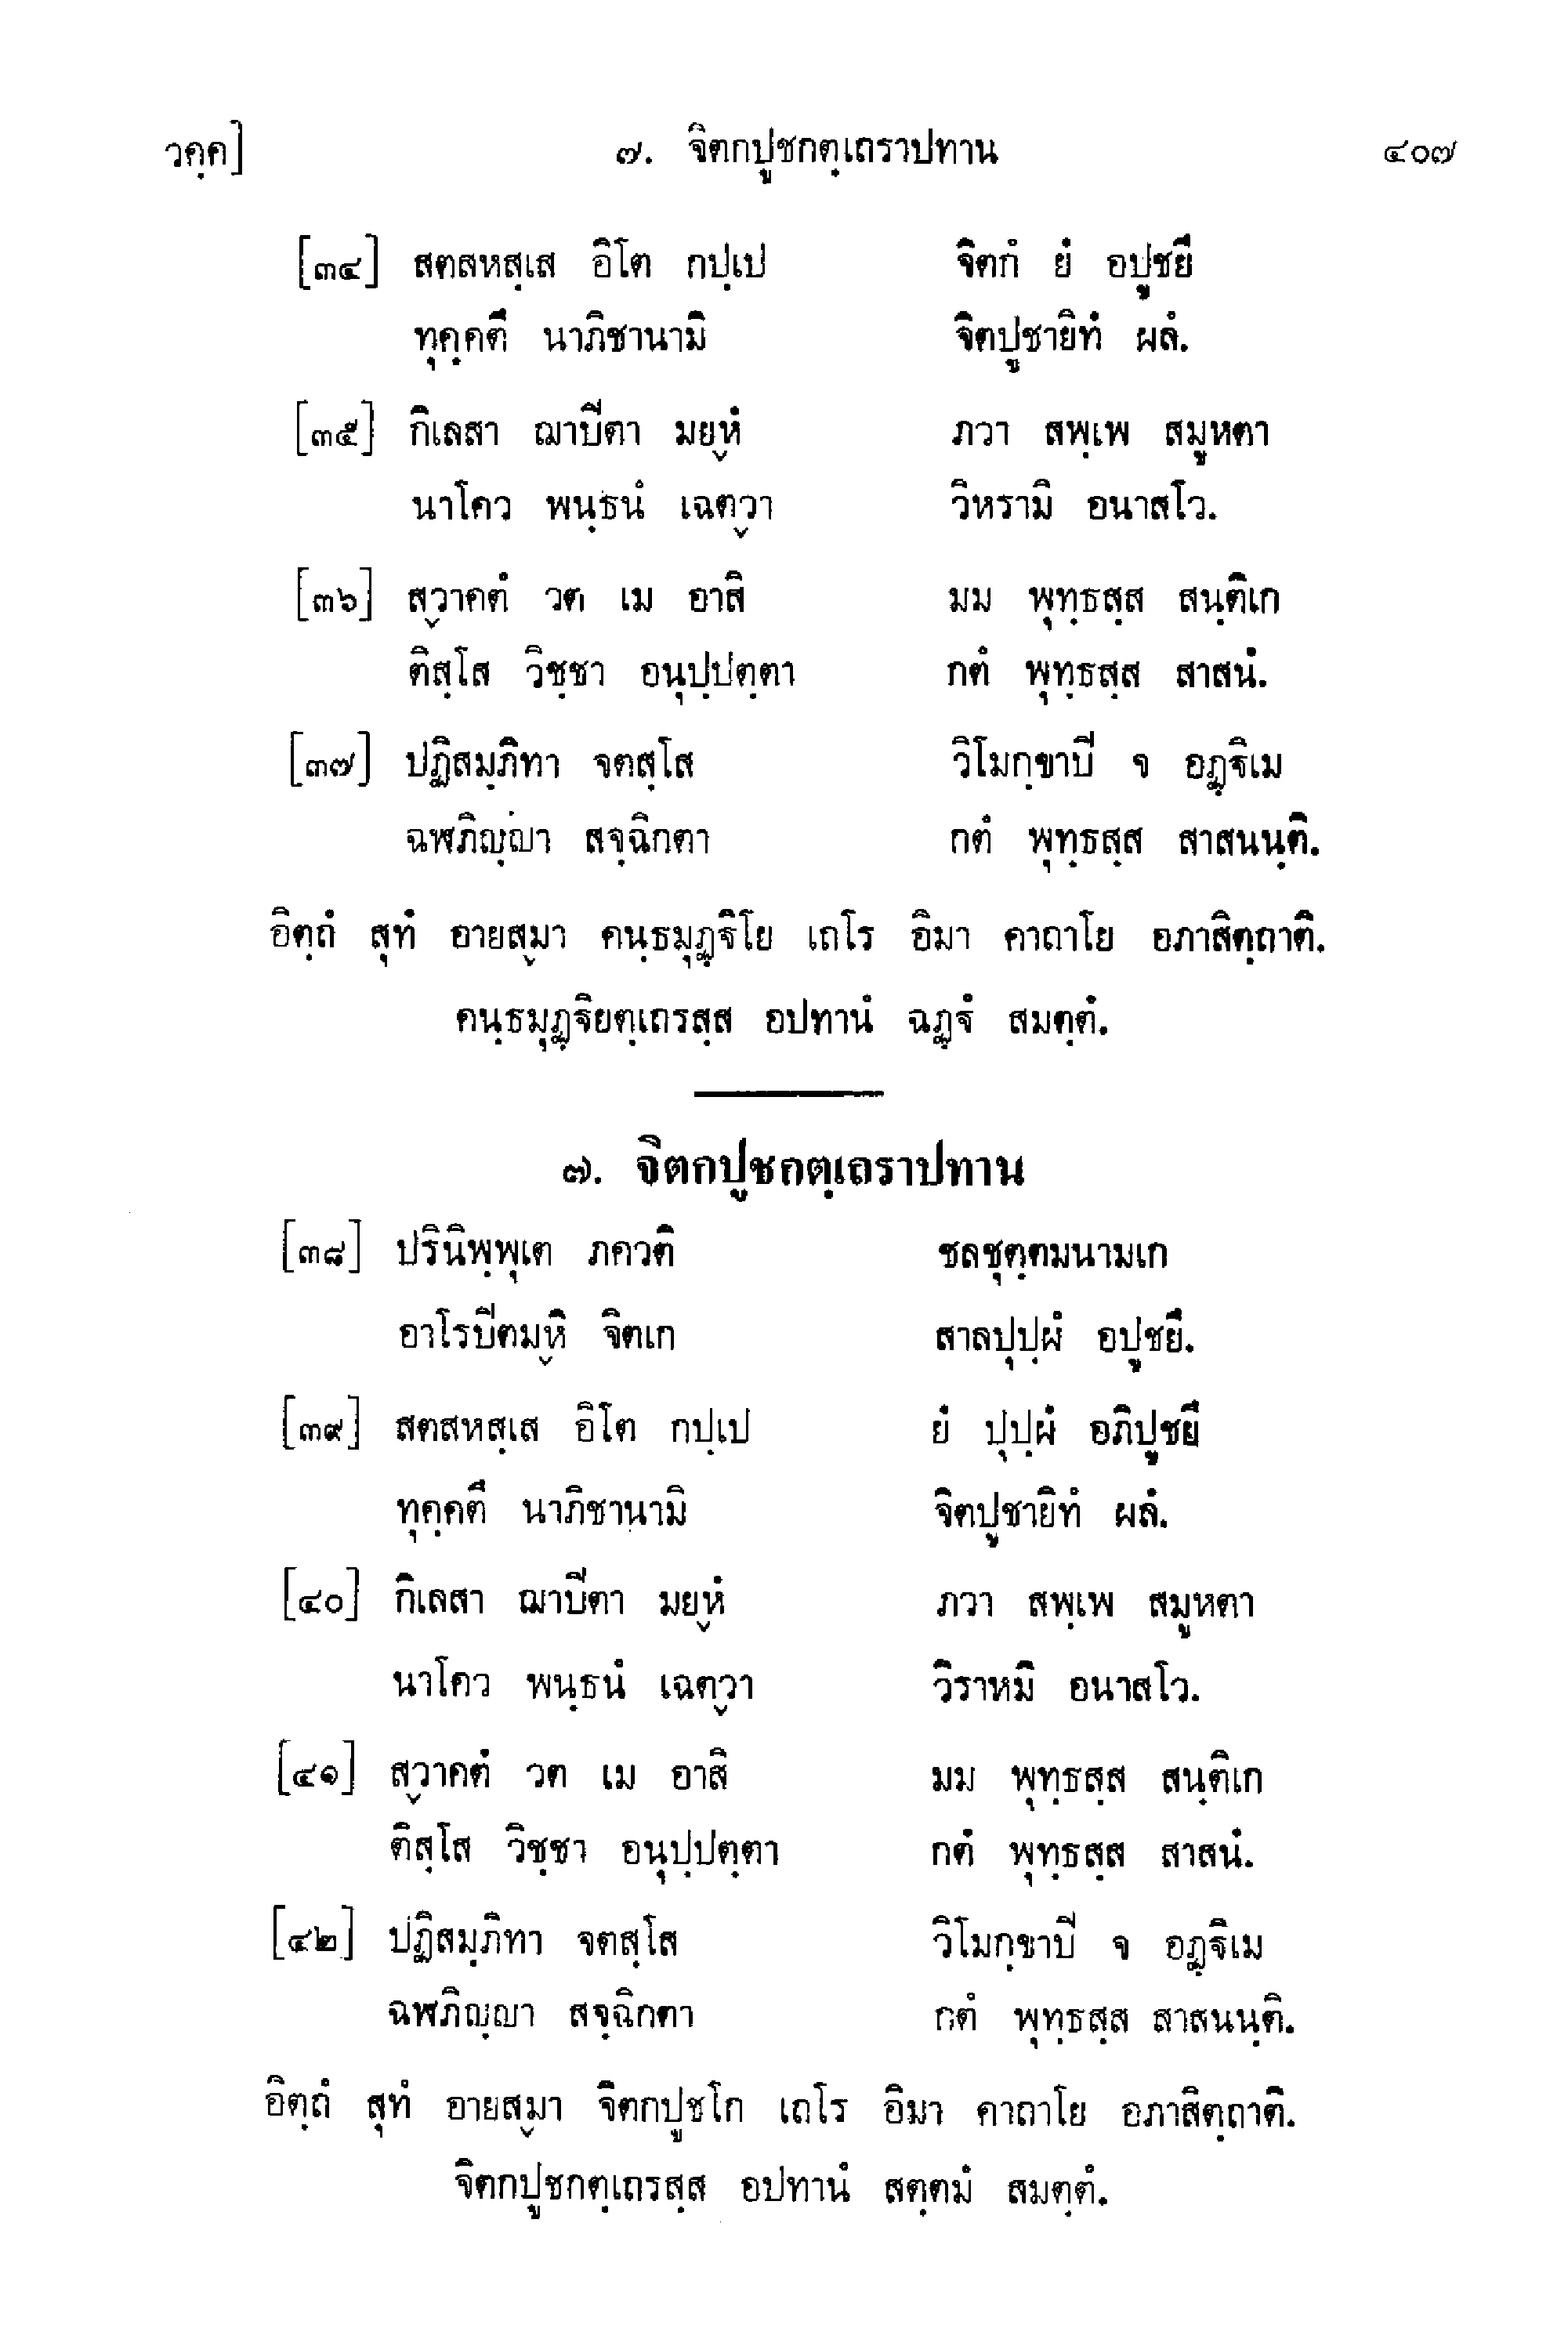 วคฺค] ๗. จิตกปูชกตฺเถราปทาน ๔๐๗
[๓๔] สตสหสฺเส อิโต กปฺเป จิตกํ ยํ อปูชยึ
ทุคฺคตึ นาภิชานามิ จิตปูชายิทํ ผลํ.
[๓๕] กิเลสา ฌาปีตา มยฺหํ ภวา สพฺเพ สมูหตา
นาโคว พนฺธนํ เฉตฺวา วิหรามิ อนาสโว.
[๓๖] สฺวาคตํ วต เม อาสิ มม พุทฺธสฺส สนฺติเก
ติสฺโส วิชฺชา อนุปฺปตฺตา กตํ พุทฺธสฺส สาสนํ.
[๓๗] ปฏิสมฺภิทา จตสฺโส วิโมกฺขาปี จ อฏฺฐิเม
ฉฬภิญฺญา สจฺฉิกตา กตํ พุทฺธสฺส สาสนนฺติ.
อิตฺถํ สุทํ อายสฺมา คนฺธมุฏฺฐิโย เถโร อิมา คาถาโย อภาสิตฺถาติ.
คนฺธมุฏฺฐิยตฺเถรสฺส อปทานํ ฉฏฺฐํ สมตฺตํ.
๗. จิตกปูชกตฺเถราปทาน
[๓๘] ปรินิพฺพุเต ภควติ ชลชุตฺตมนามเก
อาโรปีตมฺหิ จิตเก สาลปุปฺผํ อปูชยึ.
[๓๙] สตสหสฺเส อิโต กปฺเป ยํ ปุปฺผํ อภิปูชยึ
ทุคฺคตึ นาภิชานามิ จิตปูชายิทํ ผลํ.
[๔๐] กิเลสา ฌาปีตา มยฺหํ ภวา สพฺเพ สมูหตา
นาโคว พนฺธนํ เฉตฺวา วิราหมิ อนาสโว.
[๔๑] สฺวาคตํ วต เม อาสิ มม พุทฺธสฺส สนฺติเก
ติสฺโส วิชฺชา อนุปฺปตฺตา กตํ พุทฺธสฺส สาสนํ.
[๔๒] ปฏิสมฺภิทา จตสฺโส วิโมกฺขาปี จ อฏฺฐิเม
ฉฬภิญฺญา สจฺฉิกตา กตํ พุทฺธสฺส สาสนนฺติ.
อิตฺถํ สุทํ อายสฺมา จิตกปูชโก เถโร อิมา คาถาโย อภาสิตฺถาติ.
จิตกปูชกตฺเถรสฺส อปทานํ สตฺตมํ สมตฺตํ.